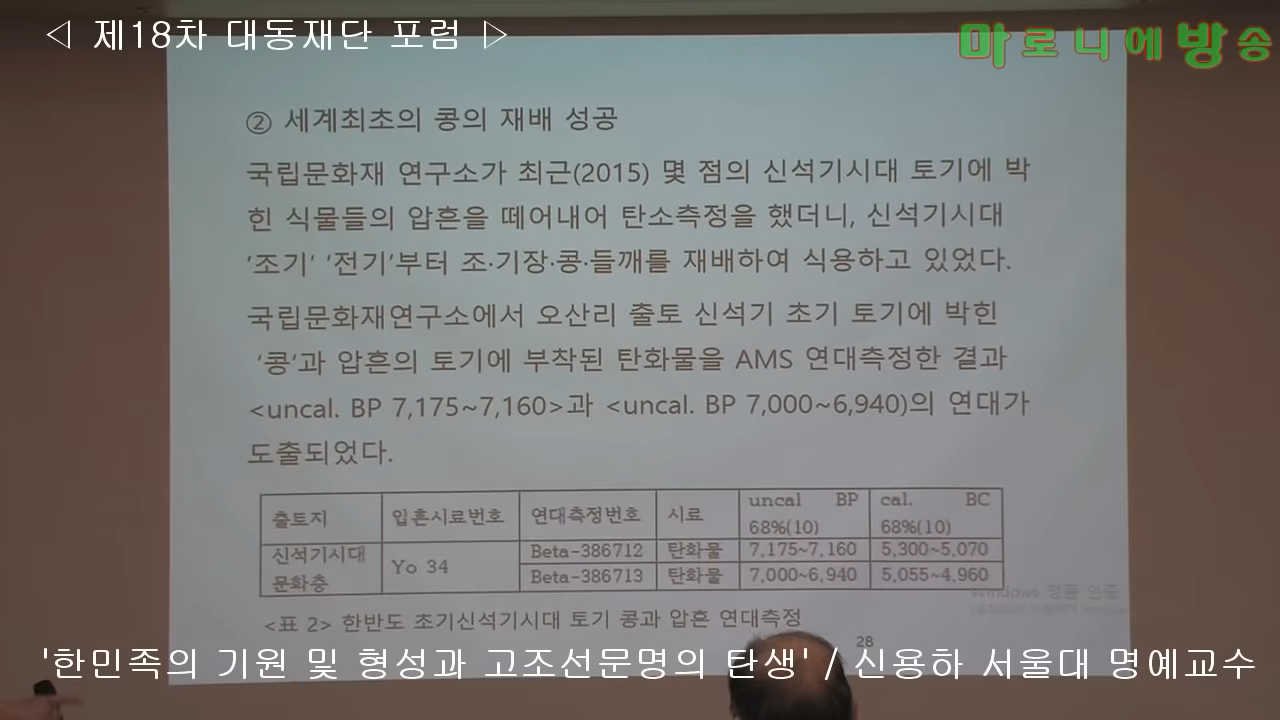 ◁ 제18차 대동재단 포럼 ▷
마로니에방송
② 세계최초의 콩의 재배 성공
국립문화재 연구소가 최근(2015) 몇 점의 신석기시대 토기에 박
힌 식물들의 압흔을 떼어내어 탄소측정을 했더니, 신석기시대
‘조기’ ‘전기’부터 조·기장·콩·들깨를 재배하여 식용하고 있었다.
국립문화재연구소에서 오산리 출토 신석기 초기 토기에 박힌
‘콩’과 압흔의 토기에 부착된 탄화물을 AMS 연대측정한 결과
<uncal. BP 7,175~7,160>과 <uncal. BP 7,000~6,940)의 연대가
도출되었다.
출토지 입흔시료번호 연대측정번호 시료 uncal BP 68%(10) cal. BC 68%(10)
신석기시대 문화층 Yo 34 Beta-386712 탄화물 7,175~7,160 5,300~5,070
Beta-386713 탄화물 7,000~6,940 5,055~4,960
<표 2> 한반도 초기신석기시대 토기 콩과 압흔 연대측정
Windows 정품 인증
28
'한민족의 기원 및 형성과 고조선문명의 탄생' / 신용하 서울대 명예교수